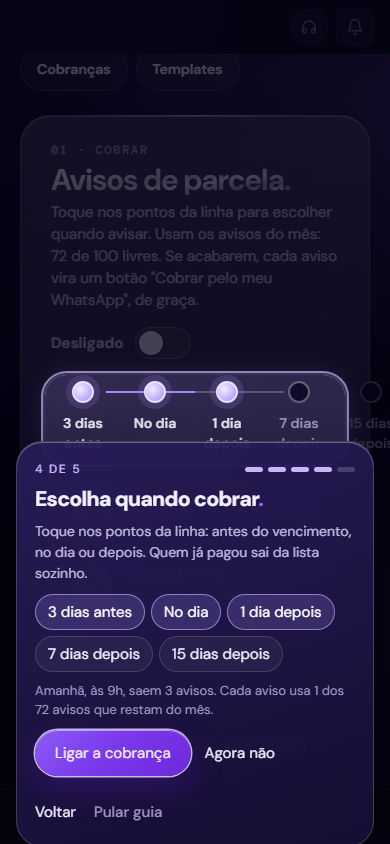 Cobranças
Templates
01 · COBRAR
Avisos de parcela.
Toque nos pontos da linha para escolher
quando avisar. Usam os avisos do mês:
72 de 100 livres. Se acabarem, cada aviso
vira um botão "Cobrar pelo meu
WhatsApp", de graça.
Desligado
3 dias
antes
No dia
1 dia
depois
7 dias
depois
15 dias
depois
4 DE 5
Escolha quando cobrar.
Toque nos pontos da linha: antes do vencimento,
no dia ou depois. Quem já pagou sai da lista
sozinho.
3 dias antes
No dia
1 dia depois
7 dias depois
15 dias depois
Amanhã, às 9h, saem 3 avisos. Cada aviso usa 1 dos
72 avisos que restam do mês.
Ligar a cobrança
Agora não
Voltar
Pular guia